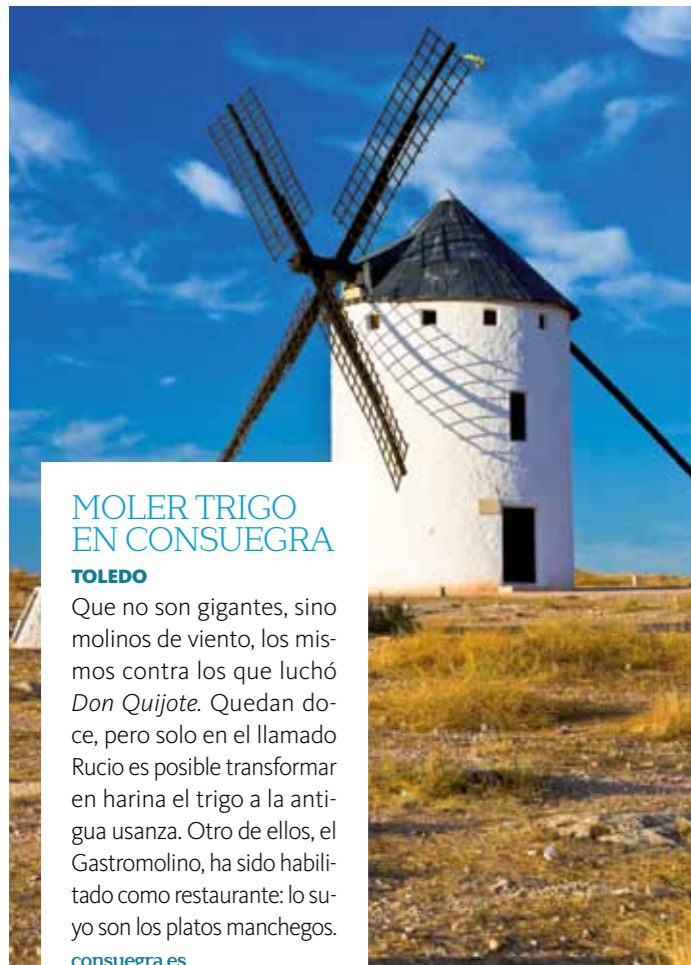 MOLER TRIGO
EN CONSUEGRA
TOLEDO
Que no son gigantes, sino
molinos de viento, los mis-
mos contra los que luchó
Don Quijote. Quedan do-
ce, pero solo en el llamado
Rucio es posible transformar
en harina el trigo a la anti-
gua usanza. Otro de ellos, el
Gastromolino, ha sido habili-
tado como restaurante: lo su-
yo son los platos manchegos.
consuegra.es